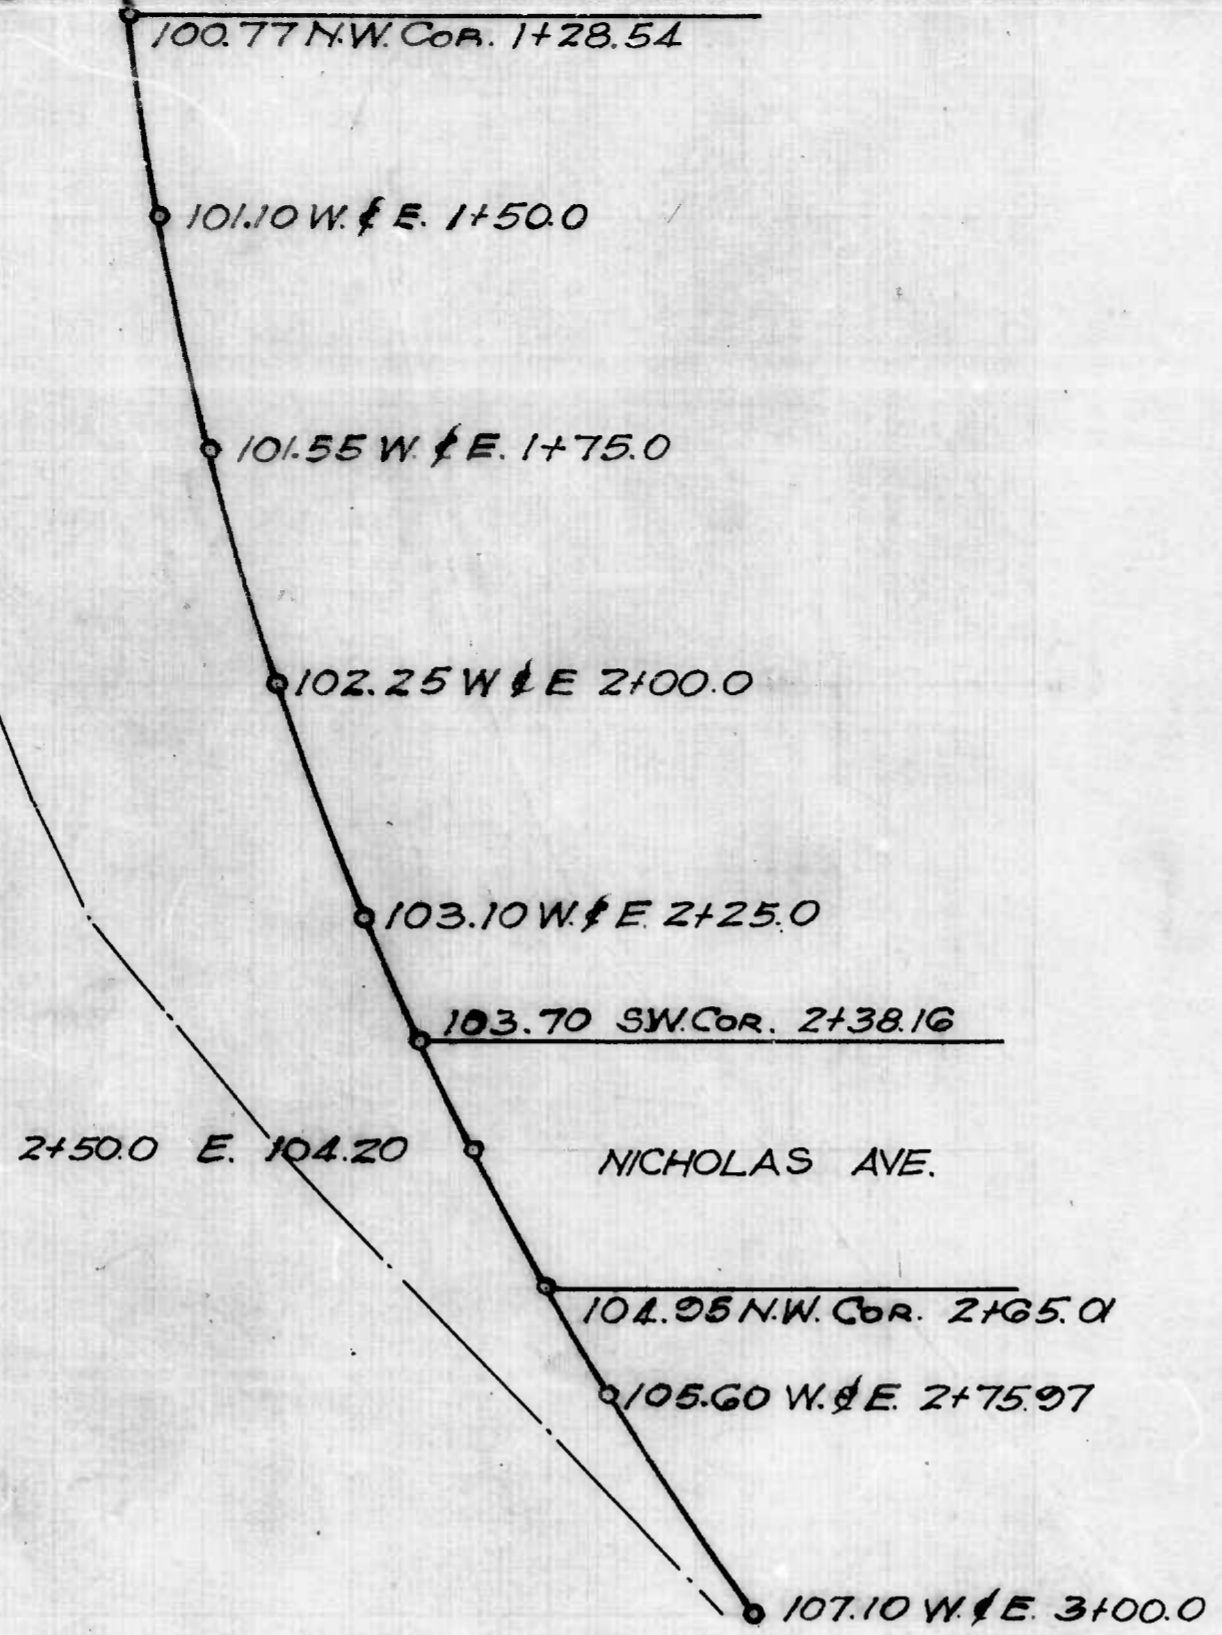 100.77 N.W. COR. 1+28.54
101.10 W. & E. 1+50.0
101.55 W. & E. 1+75.0
102.25 W & E 2+00.0
103.10 W. & E. 2+25.0
103.70 S.W. COR. 2+38.16
2+50.0 E. 104.20
NICHOLAS AVE.
104.95 N.W. COR. 2+65.01
105.60 W. & E. 2+75.97
107.10 W. & E. 3+00.0